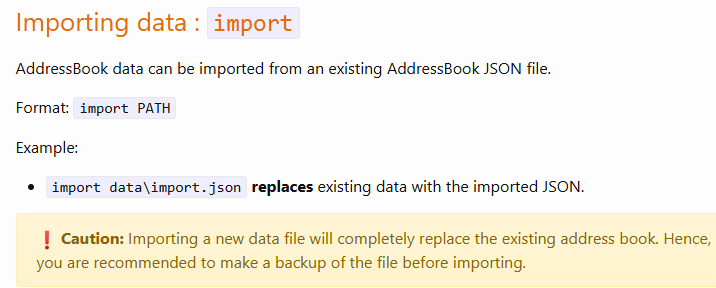 Importing data : import
AddressBook data can be imported from an existing AddressBook JSON file.
Format: import PATH
Example:
• import data\import.json replaces existing data with the imported JSON.
❗ Caution: Importing a new data file will completely replace the existing address book. Hence,
you are recommended to make a backup of the file before importing.